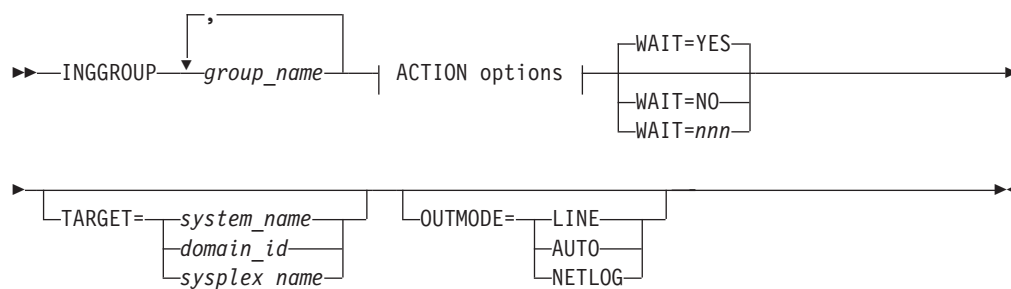 ,
WAIT=YES
INGGROUP group_name ACTION options
WAIT=NO
WAIT=nnn
TARGET= system_name OUTMODE= LINE
domain_id AUTO
sysplex name NETLOG